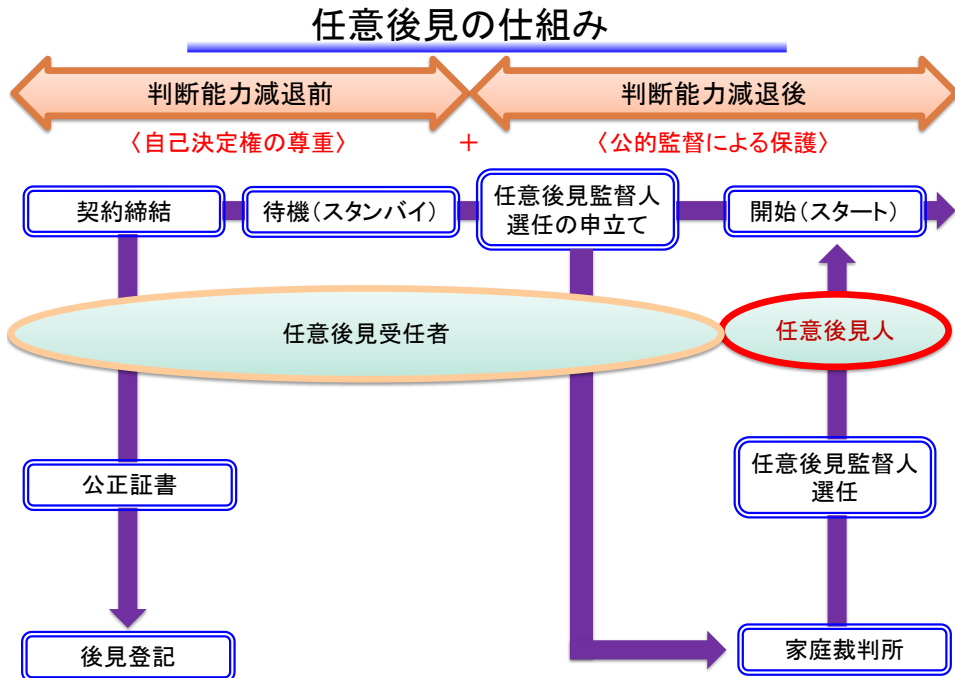 任意後見の仕組み
判断能力減退前
判断能力減退後
〈自己決定権の尊重〉
+
〈公的監督による保護〉
契約締結
待機(スタンバイ)
任意後見監督人
選任の申立て
開始(スタート)
任意後見受任者
任意後見人
公正証書
任意後見監督人
選任
後見登記
家庭裁判所